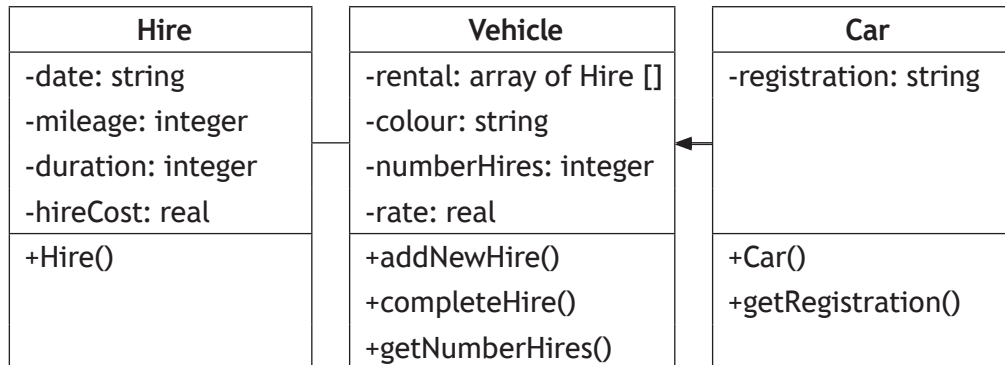 Hire
-date: string
-mileage: integer
-duration: integer
-hireCost: real
+Hire()
Vehicle
-rental: array of Hire []
-colour: string
-numberHires: integer
-rate: real
+addNewHire()
+completeHire()
+getNumberHires()
Car
-registration: string
+Car()
+getRegistration()